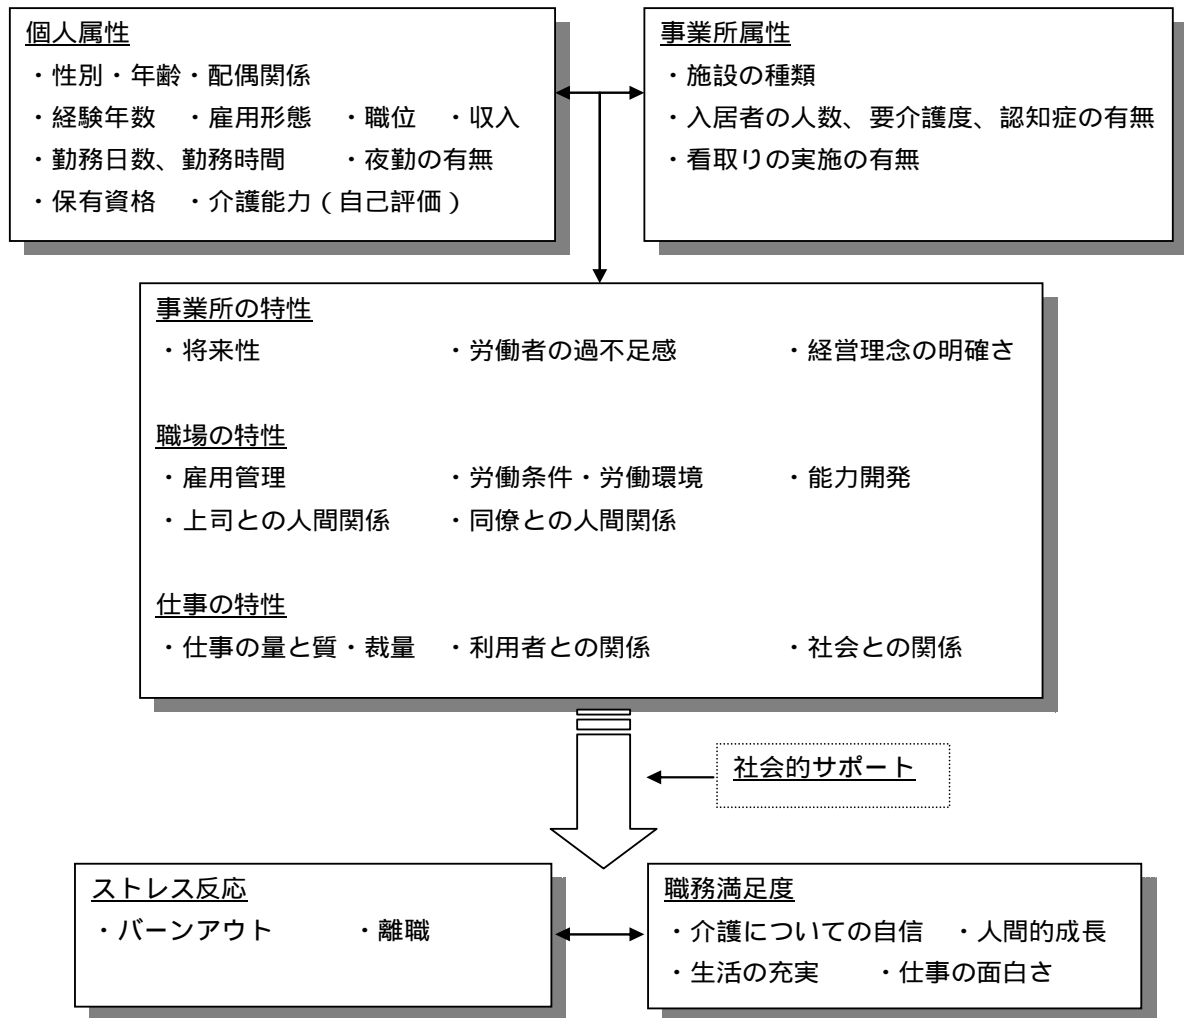 個人属性
・性別・年齢・配偶関係
・経験年数　・雇用形態　・職位　・収入
・勤務日数、勤務時間　　・夜勤の有無
・保有資格　・介護能力（自己評価）
事業所属性
・施設の種類
・入居者の人数、要介護度、認知症の有無
・看取りの実施の有無
事業所の特性
・将来性　・労働者の過不足感　・経営理念の明確さ
職場の特性
・雇用管理　・労働条件・労働環境　・能力開発
・上司との人間関係　・同僚との人間関係
仕事の特性
・仕事の量と質・裁量　・利用者との関係　・社会との関係
社会的サポート
ストレス反応
・バーンアウト　・離職
職務満足度
・介護についての自信　・人間的成長
・生活の充実　・仕事の面白さ